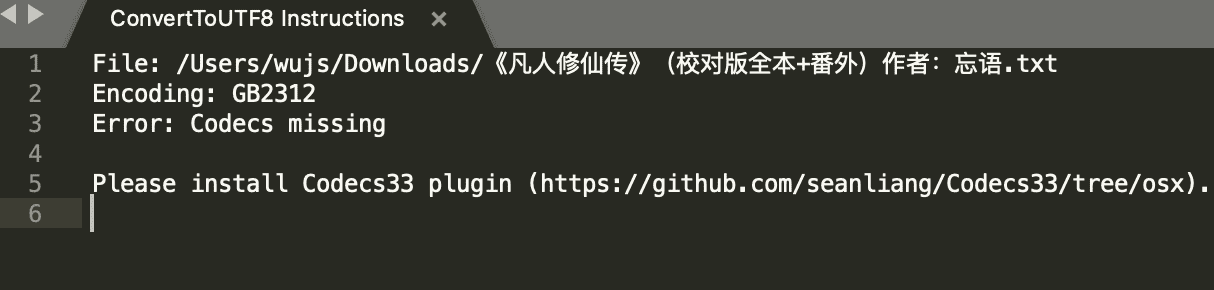 ConvertToUTF8 Instructions ×
1 File: /Users/wujs/Downloads/《凡人修仙传》（校对版全本+番外）作者：忘语.txt
2 Encoding: GB2312
3 Error: Codecs missing
4
5 Please install Codecs33 plugin (https://github.com/seanliang/Codecs33/tree/osx).
6